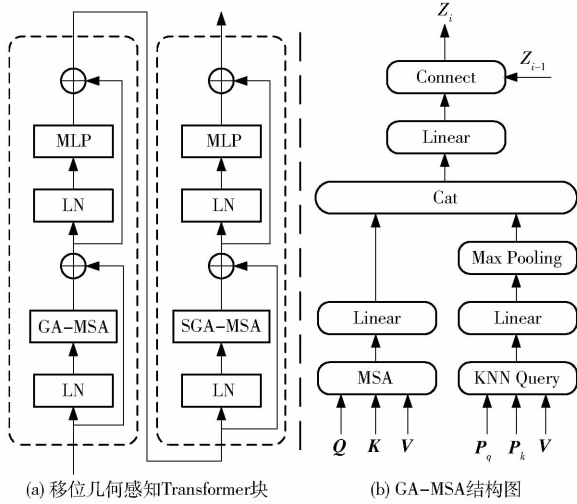 MLP
LN
GA-MSA
LN
MLP
LN
SGA-MSA
LN
(a) 移位几何感知Transformer块
Z_i
Z_{i-1}
Connect
Linear
Cat
Max Pooling
Linear
Linear
MSA
KNN Query
Q K V
P_q P_k V
(b) GA-MSA结构图